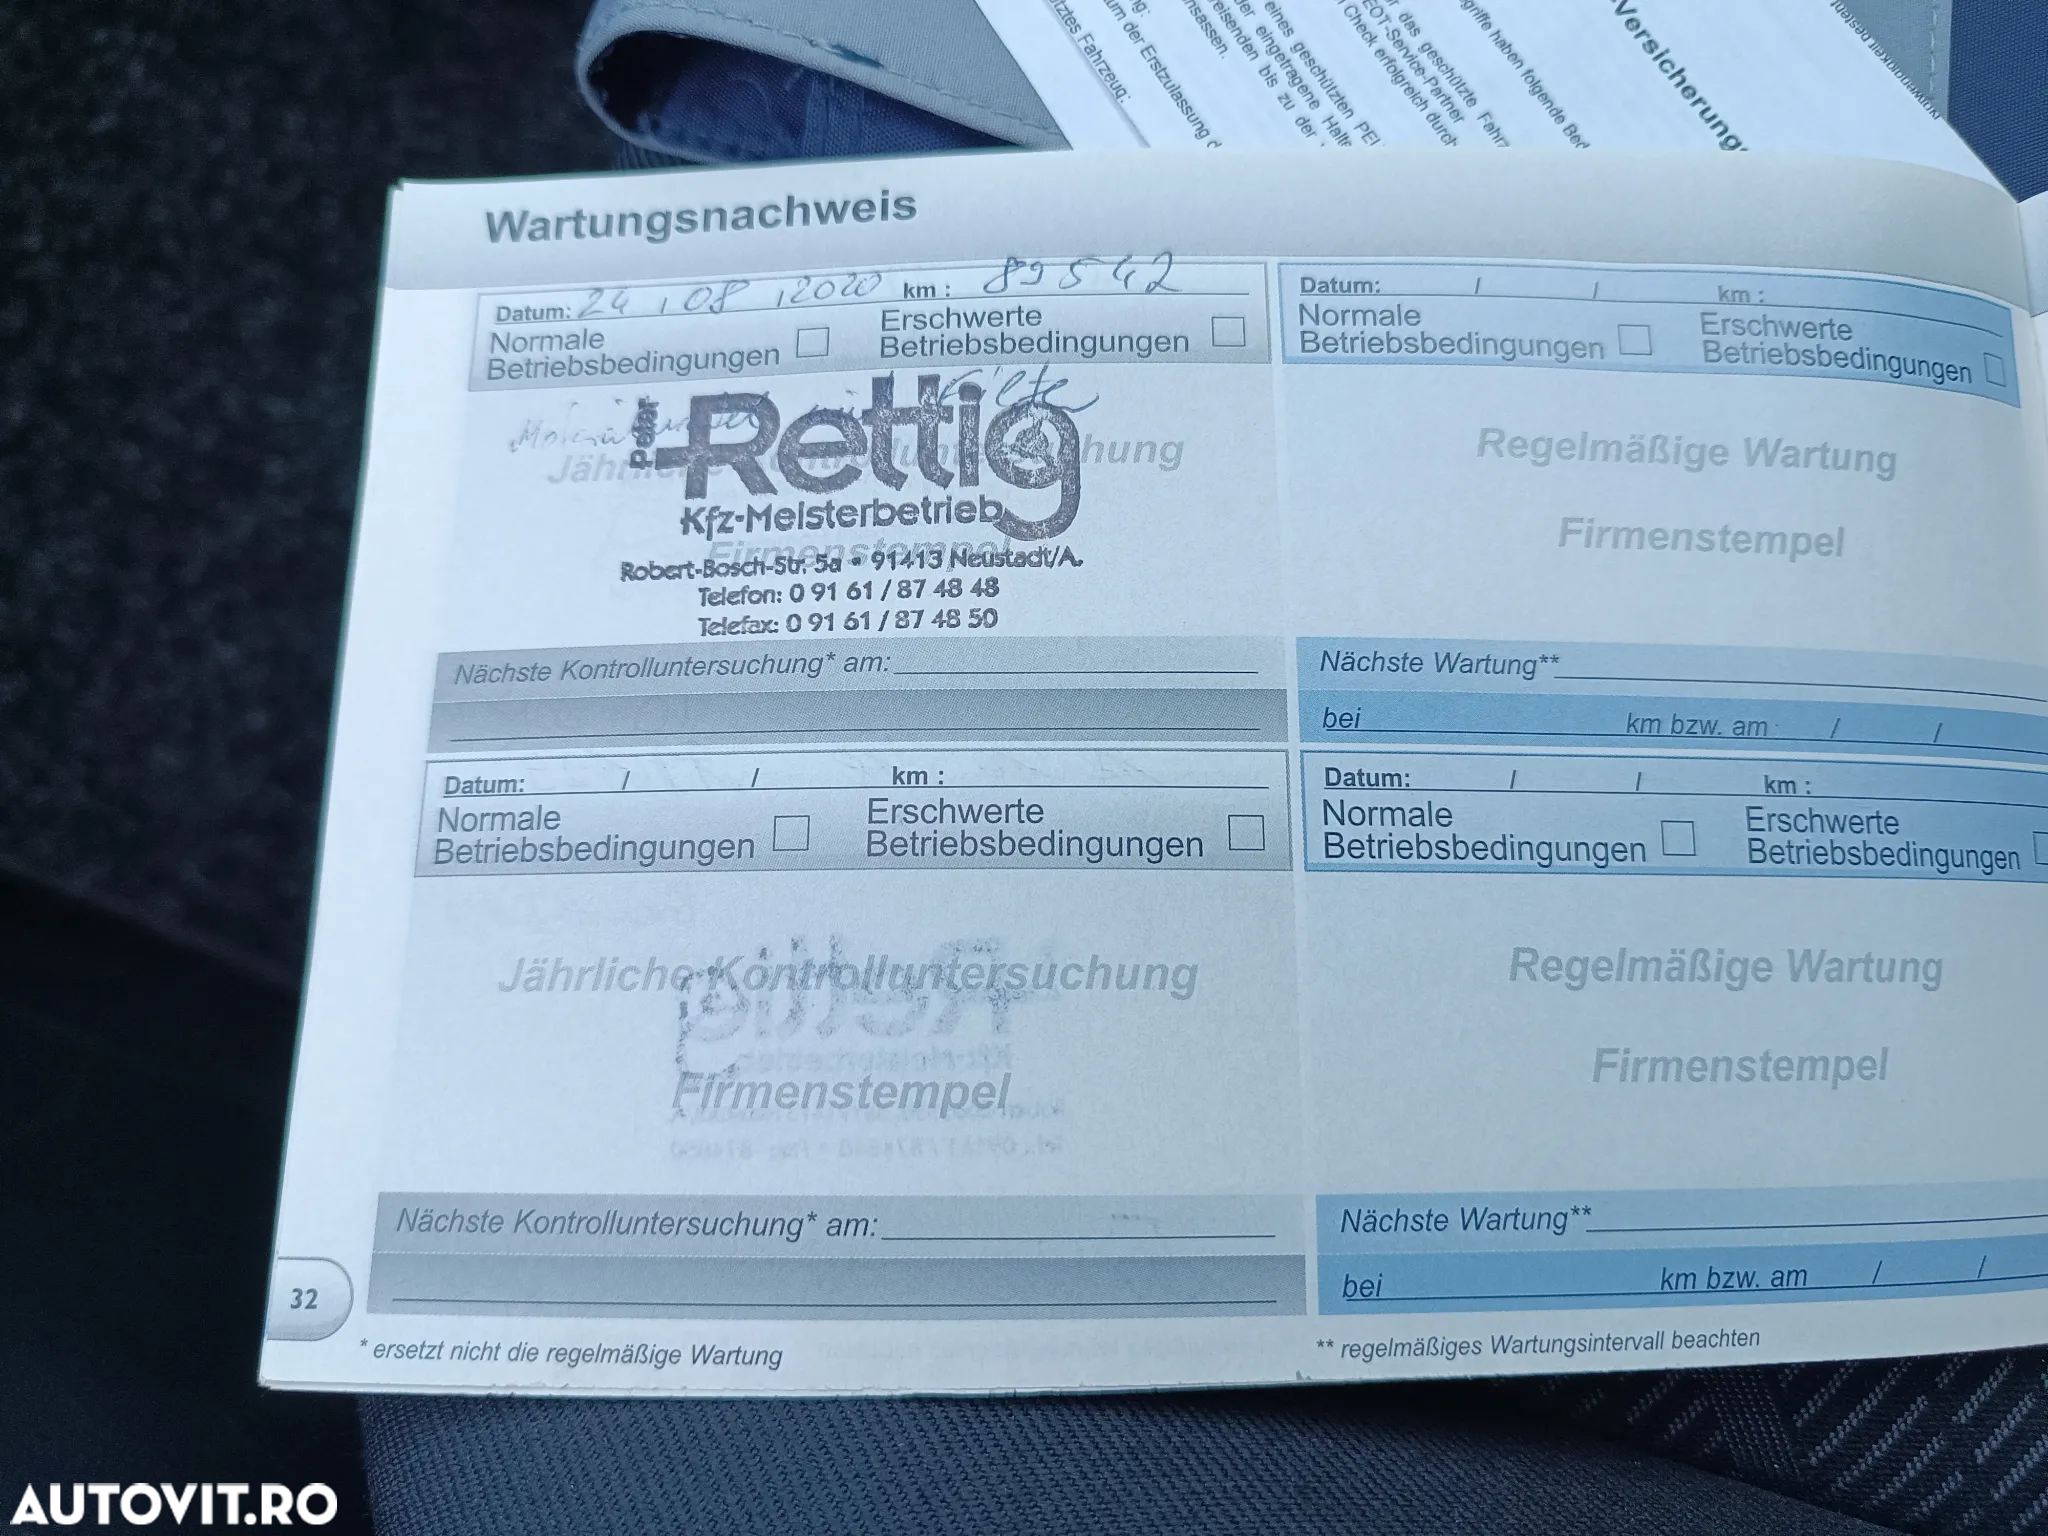 Versicherung
Wartungsnachweis
Datum: 24 / 08 / 2020 km : 89542
Normale
Betriebsbedingungen
Erschwerte
Betriebsbedingungen
Filter
Peter
Rettig
Kfz-Meisterbetrieb
Robert-Bosch-Str. 5a • 91413 Neustadt/A.
Telefon: 0 91 61 / 87 48 48
Telefax: 0 91 61 / 87 48 50
Nächste Kontrolluntersuchung* am:
Datum: / / km :
Normale
Betriebsbedingungen
Erschwerte
Betriebsbedingungen
Regelmäßige Wartung
Firmenstempel
Nächste Wartung**
bei km bzw. am / /
Datum: / / km :
Normale
Betriebsbedingungen
Erschwerte
Betriebsbedingungen
Jährliche Kontrolluntersuchung
Firmenstempel
Nächste Kontrolluntersuchung* am:
Datum: / / km :
Normale
Betriebsbedingungen
Erschwerte
Betriebsbedingungen
Regelmäßige Wartung
Firmenstempel
Nächste Wartung**
bei km bzw. am / /
32
* ersetzt nicht die regelmäßige Wartung
** regelmäßiges Wartungsintervall beachten
AUTOVIT.RO